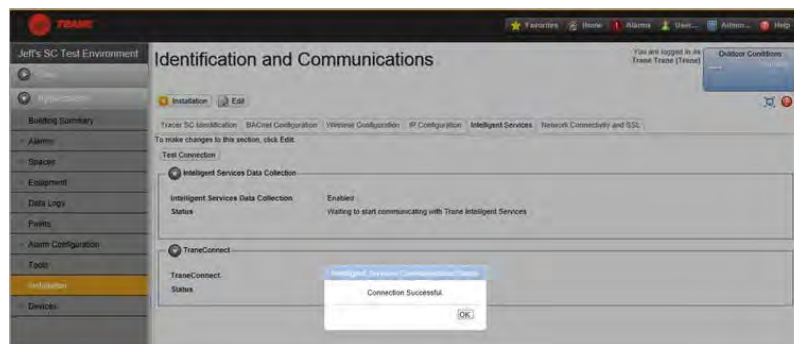 TRANE
Favorites Home 1 Alarms User... Admin... Help
Jeff's SC Test Environment
Identification and Communications
You are logged in as
Trane Trane (Trane)
Outdoor Conditions
Installation Edit
Building Summary
Alarms
Spaces
Equipment
Data Logs
Points
Alarm Configuration
Tools
Installation
Devices
Tracer SC Identification BACnet Configuration Wireless Configuration IP Configuration Intelligent Services Network Connectivity and SSL
To make changes to this section, click Edit.
Test Connection
Intelligent Services Data Collection
Intelligent Services Data Collection Enabled
Status Waiting to start communicating with Trane Intelligent Services
TraneConnect
TraneConnect
Status
Connection Successful.
OK